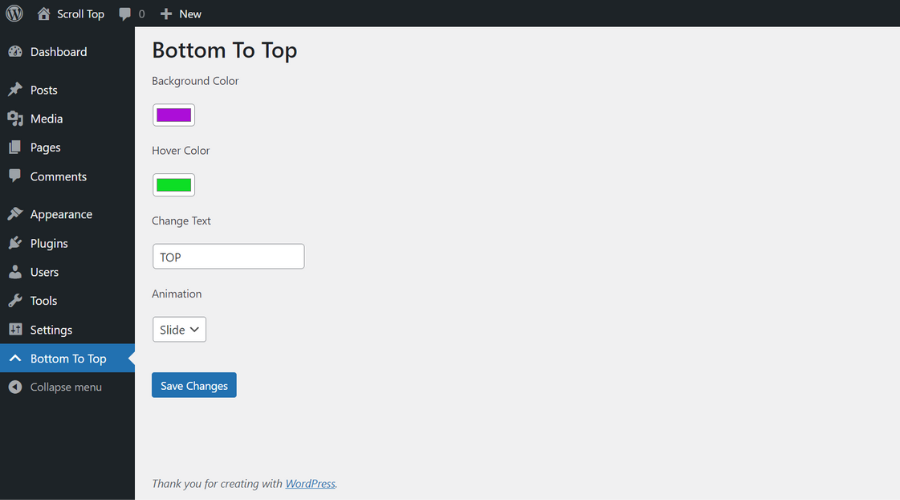 Scroll Top 0 New
Dashboard
Posts
Media
Pages
Comments
Appearance
Plugins
Users
Tools
Settings
Bottom To Top
Collapse menu
Bottom To Top
Background Color
Hover Color
Change Text
TOP
Animation
Slide
Save Changes
Thank you for creating with WordPress.